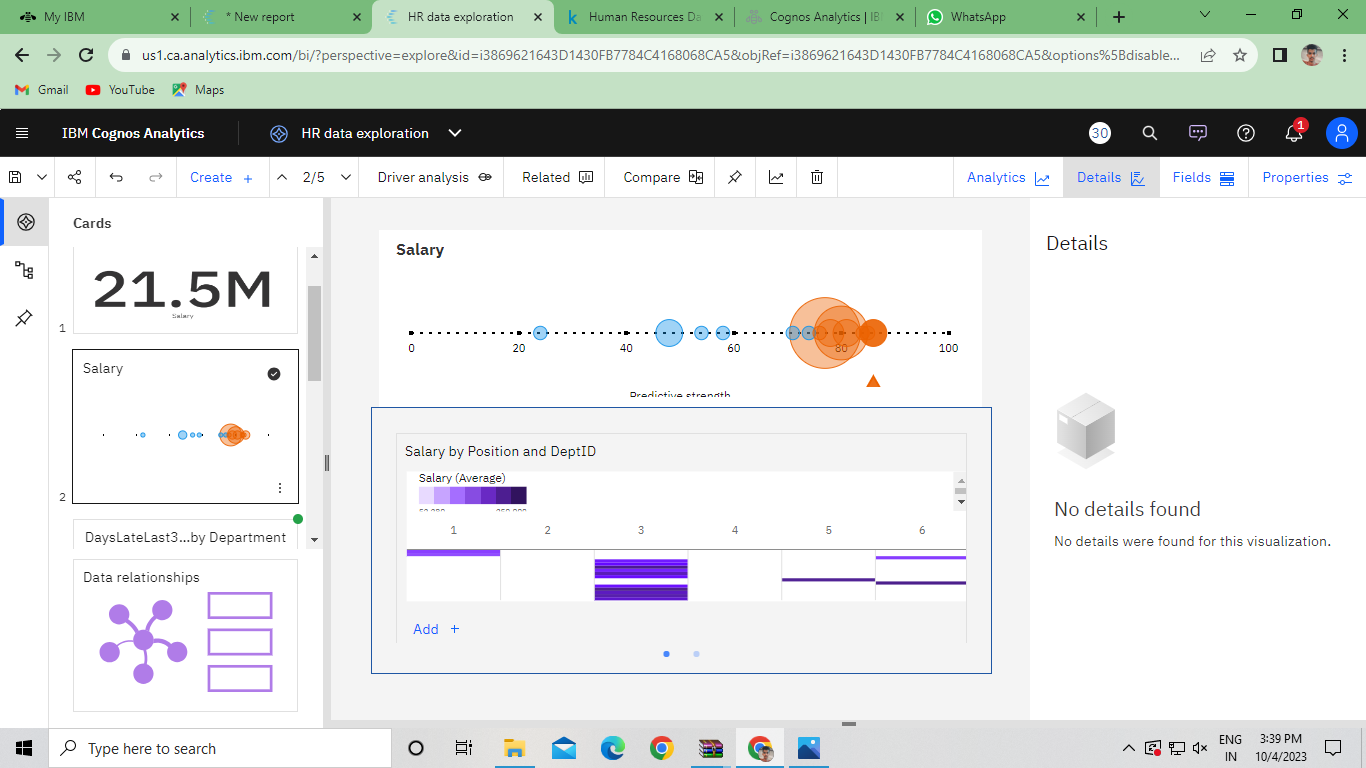 My IBM
* New report
HR data exploration
Human Resources Da
Cognos Analytics | IB
WhatsApp
us1.ca.analytics.ibm.com/bi/?perspective=explore&id=i3869621643D1430FB7784C4168068CA5&objRef=i3869621643D1430FB7784C4168068CA5&options%5Bdisable...
Gmail
YouTube
Maps
IBM Cognos Analytics
HR data exploration
30
1
Create +
2/5
Driver analysis
Related
Compare
Analytics
Details
Fields
Properties
Cards
21.5M
Salary
1
Salary
2
DaysLateLast3...by Department
Data relationships
Salary
0 20 40 60 80 100
Predictive strength
Salary by Position and DeptID
Salary (Average)
1 2 3 4 5 6
Add +
Details
No details found
No details were found for this visualization.
Type here to search
ENG
IN
3:39 PM
10/4/2023